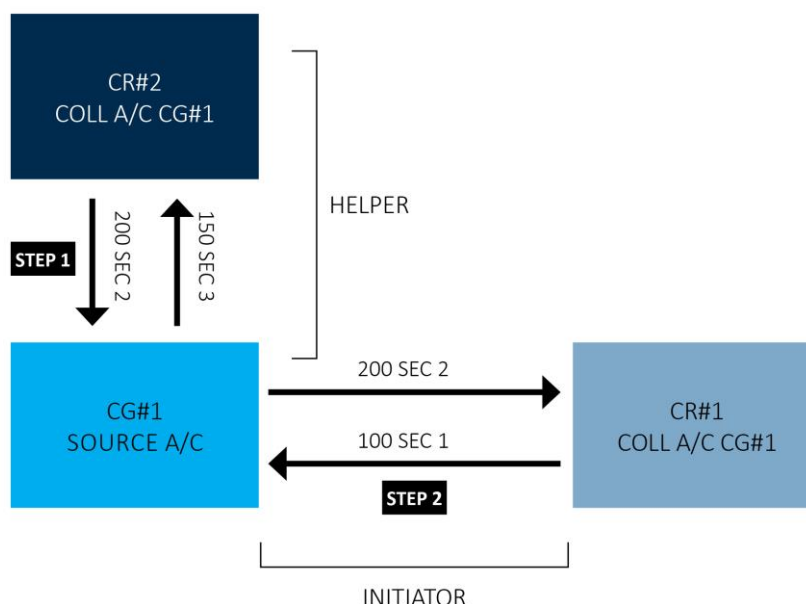 CR#2
COLL A/C CG#1
HELPER
200 SEC 2
150 SEC 3
STEP 1
CG#1
SOURCE A/C
200 SEC 2
100 SEC 1
STEP 2
CR#1
COLL A/C CG#1
INITIATOR